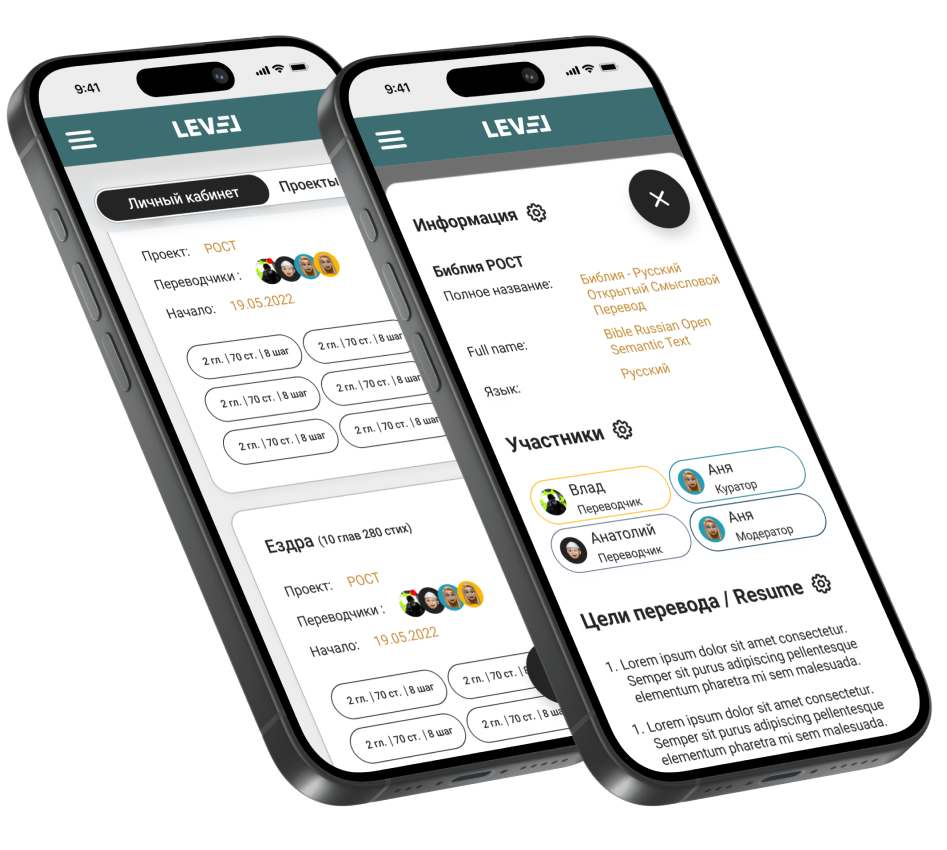 9:41
LEVEL
Личный кабинет
Проекты
Проект: РОСТ
Переводчики :
Начало: 19.05.2022
2 гл. | 70 ст. | 8 шаг
2 гл. | 70 ст. | 8 шаг
2 гл. | 70 ст. | 8 шаг
2 гл. | 70 ст. | 8 шаг
2 гл. | 70 ст. | 8 шаг
2 гл. | 70 ст.
Ездра (10 глав 280 стих)
Проект: РОСТ
Переводчики :
Начало: 19.05.2022
2 гл. | 70 ст. | 8 шаг
2 гл. | 70 ст. | 8
2 гл. | 70 ст. | 8 шаг
2 гл. | 70 ст. | 8 ша
9:41
LEVEL
Информация
Библия РОСТ
Полное название:
Библия - Русский
Открытый Смысловой
Перевод
Full name:
Bible Russian Open
Semantic Text
Язык:
Русский
Участники
Влад
Переводчик
Аня
Куратор
Анатолий
Переводчик
Аня
Модератор
Цели перевода / Resume
1. Lorem ipsum dolor sit amet consectetur.
Semper sit purus adipiscing pellentesque
elementum pharetra mi sem malesuada.
1. Lorem ipsum dolor sit amet consectetur.
Semper sit purus adipiscing pellentesque
elementum pharetra mi sem malesuada.